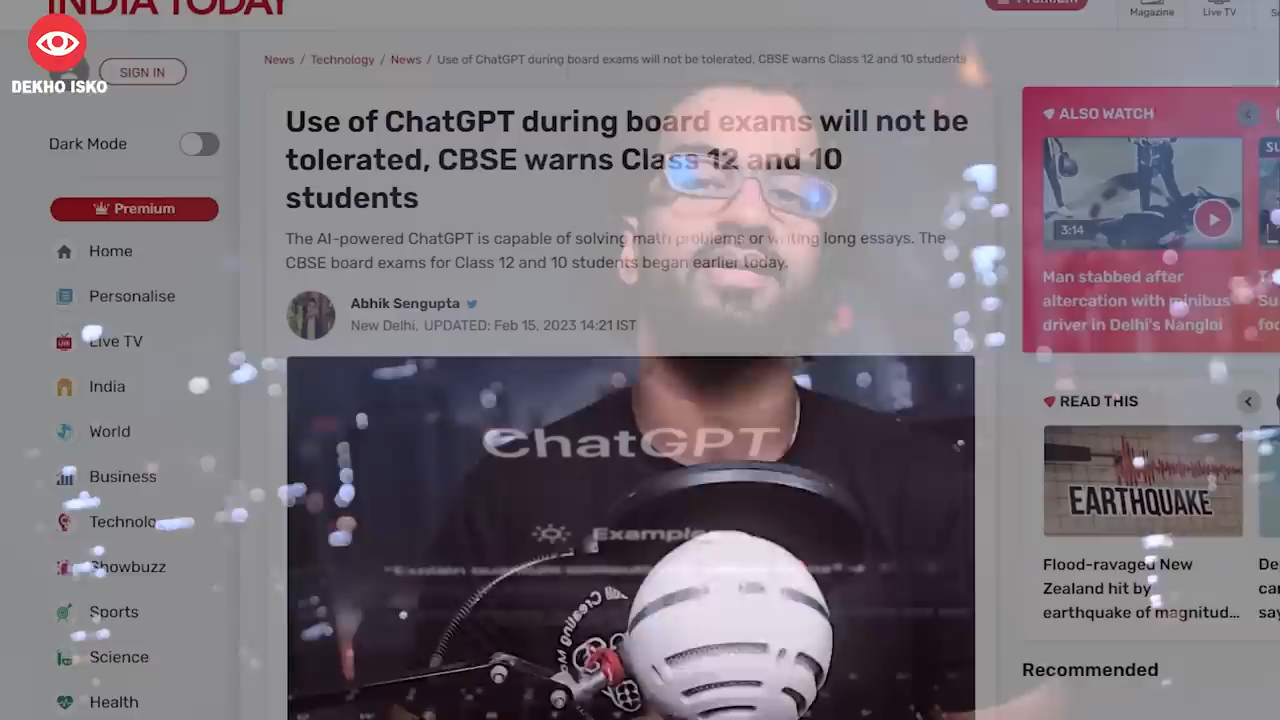 INDIA TODAY
Premium
Magazine
Live TV
DEKHO ISKO
SIGN IN
News / Technology / News / Use of ChatGPT during board exams will not be tolerated, CBSE warns Class 12 and 10 students
Dark Mode
Premium
Home
Personalise
Live TV
India
World
Business
Technolo
Showbuzz
Sports
Science
Health
Use of ChatGPT during board exams will not be
tolerated, CBSE warns Class 12 and 10
students
The AI-powered ChatGPT is capable of solving math problems or writing long essays. The
CBSE board exams for Class 12 and 10 students began earlier today.
Abhik Sengupta
New Delhi, UPDATED: Feb 15, 2023 14:21 IST
ChatGPT
Examples
ALSO WATCH
3:14
Man stabbed after
altercation with minibus
driver in Delhi's Nangloi
READ THIS
EARTHQUAKE
Flood-ravaged New
Zealand hit by
earthquake of magnitud...
Recommended